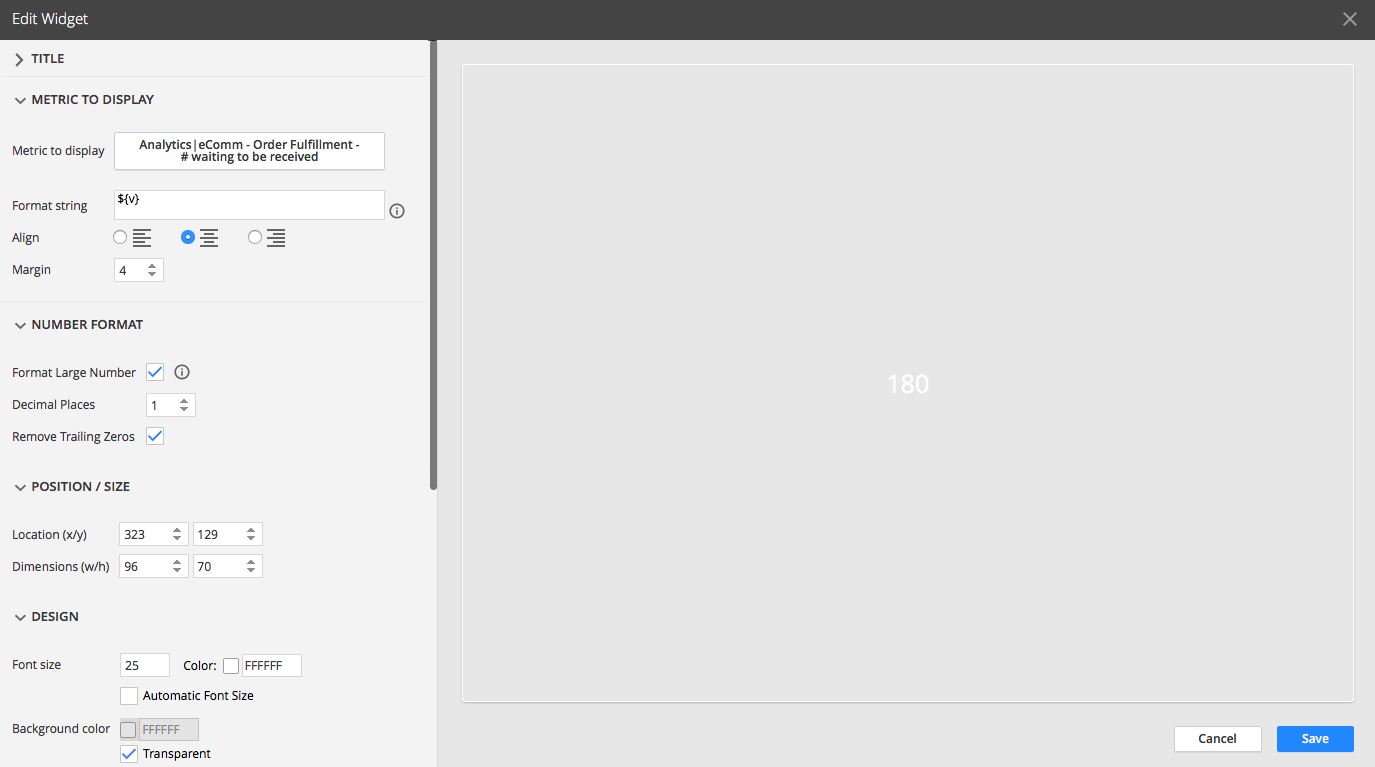 Edit Widget
TITLE
METRIC TO DISPLAY
Metric to display
Analytics|eComm - Order Fulfillment -
# waiting to be received
Format string
${v}
Align
Margin
4
NUMBER FORMAT
Format Large Number
Decimal Places
1
Remove Trailing Zeros
POSITION / SIZE
Location (x/y)
323
129
Dimensions (w/h)
96
70
DESIGN
Font size
25
Color:
FFFFFF
Automatic Font Size
Background color
FFFFFF
Transparent
180
Cancel
Save